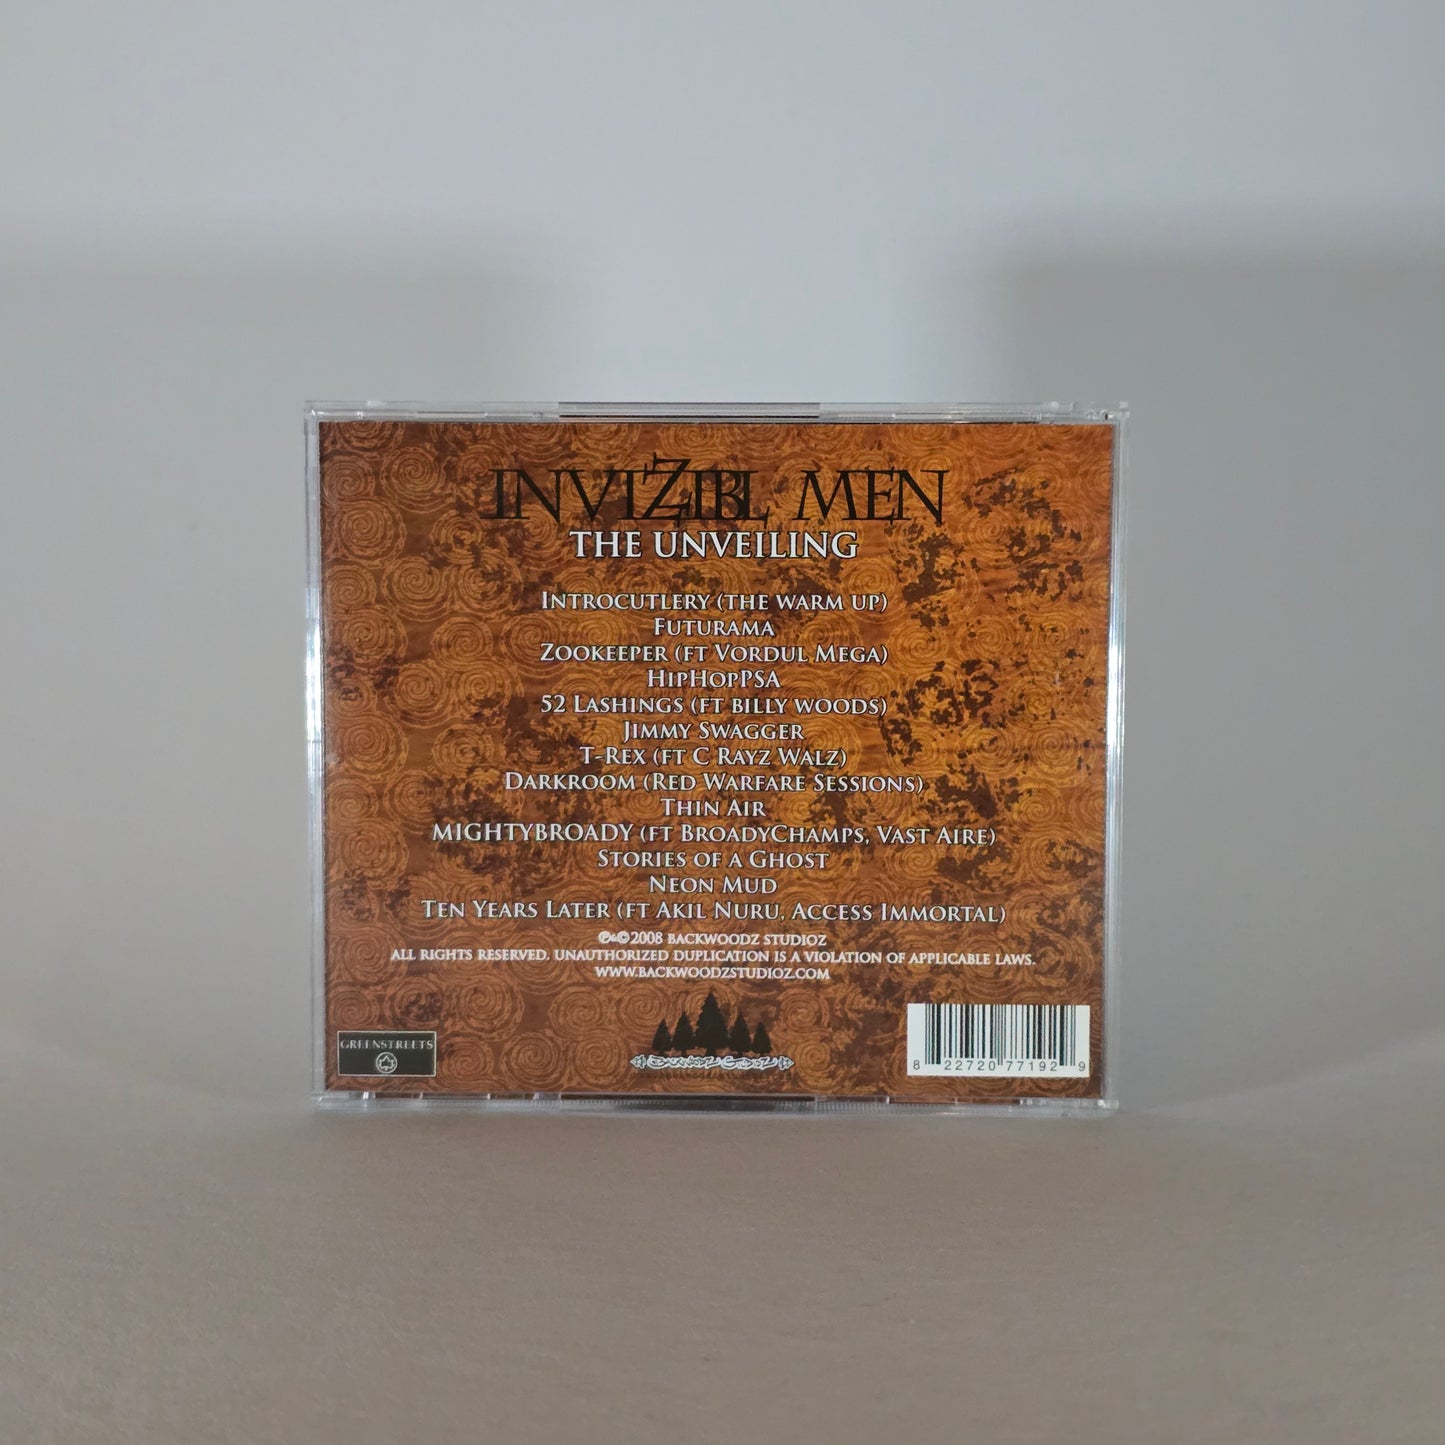 INVIZIBL MEN
THE UNVEILING
INTROCUTLERY (THE WARM UP)
FUTURAMA
ZOOKEEPER (FT VORDUL MEGA)
HIPHOPPSA
52 LASHINGS (FT BILLY WOODS)
JIMMY SWAGGER
T-REX (FT C RAYZ WALZ)
DARKROOM (RED WARFARE SESSIONS)
THIN AIR
MIGHTYBROADY (FT BROADYCHAMPS, VAST AIRE)
STORIES OF A GHOST
NEON MUD
TEN YEARS LATER (FT AKIL NURU, ACCESS IMMORTAL)
℗&©2008 BACKWOODZ STUDIOZ
ALL RIGHTS RESERVED. UNAUTHORIZED DUPLICATION IS A VIOLATION OF APPLICABLE LAWS.
WWW.BACKWOODZSTUDIOZ.COM
GREENSTREETS
BACKWOODZ STUDIOZ
8 22720 77192 9